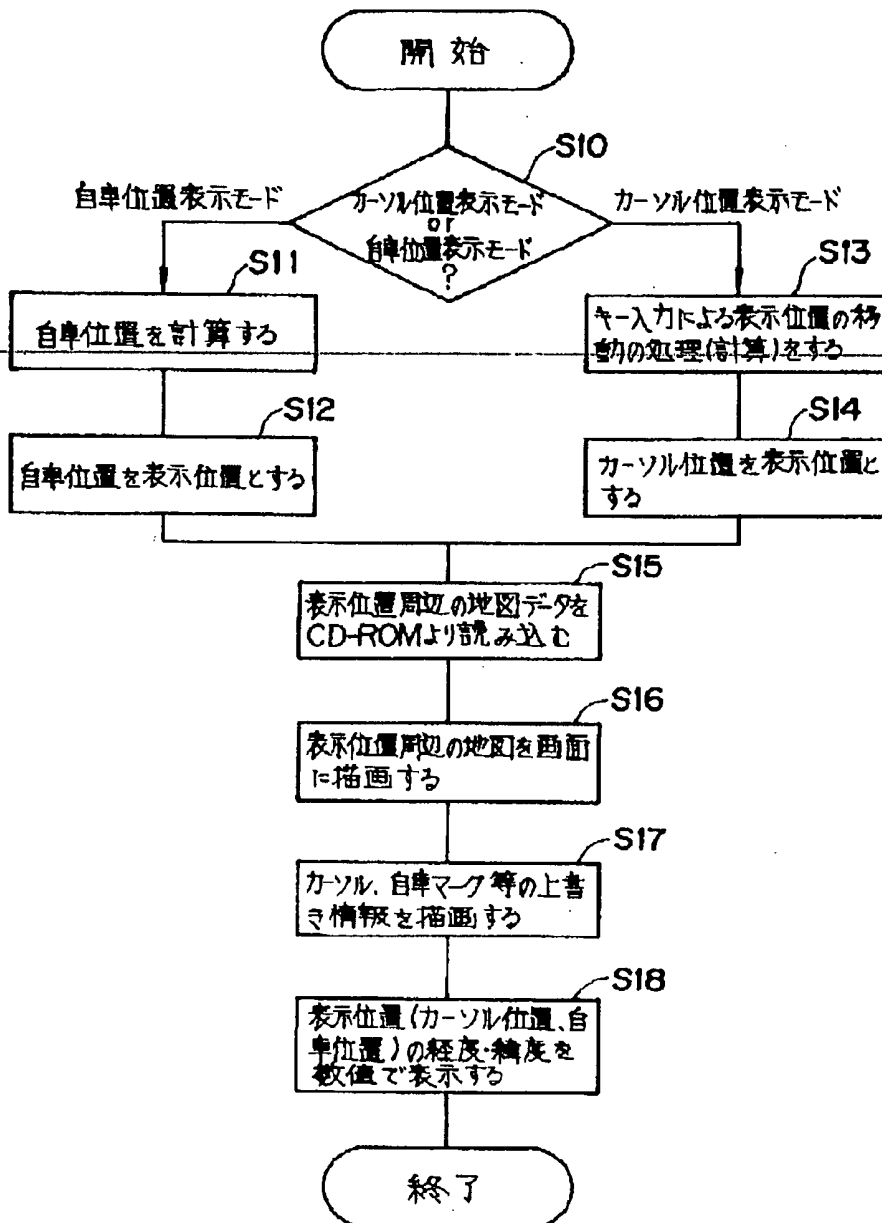 開始
S10
自車位置表示モード
カーソル位置表示モード
or
自車位置表示モード
?
カーソル位置表示モード
S11
自車位置を計算する
S13
キー入力による表示位置の移
動の処理(計算)をする
S12
自車位置を表示位置とする
S14
カーソル位置を表示位置と
する
S15
表示位置周辺の地図データを
CD-ROMより読み込む
S16
表示位置周辺の地図を画面
に描画する
S17
カーソル、自車マーク等の上書
き情報を描画する
S18
表示位置(カーソル位置、自
車位置)の経度・緯度を
数値で表示する
終了